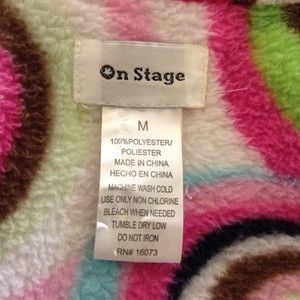 On Stage
M
100%POLYESTER/
POLIESTER
MADE IN CHINA
HECHO EN CHINA
MACHINE WASH COLD
USE ONLY NON CHLORINE
BLEACH WHEN NEEDED
TUMBLE DRY LOW
DO NOT IRON
RN# 16073